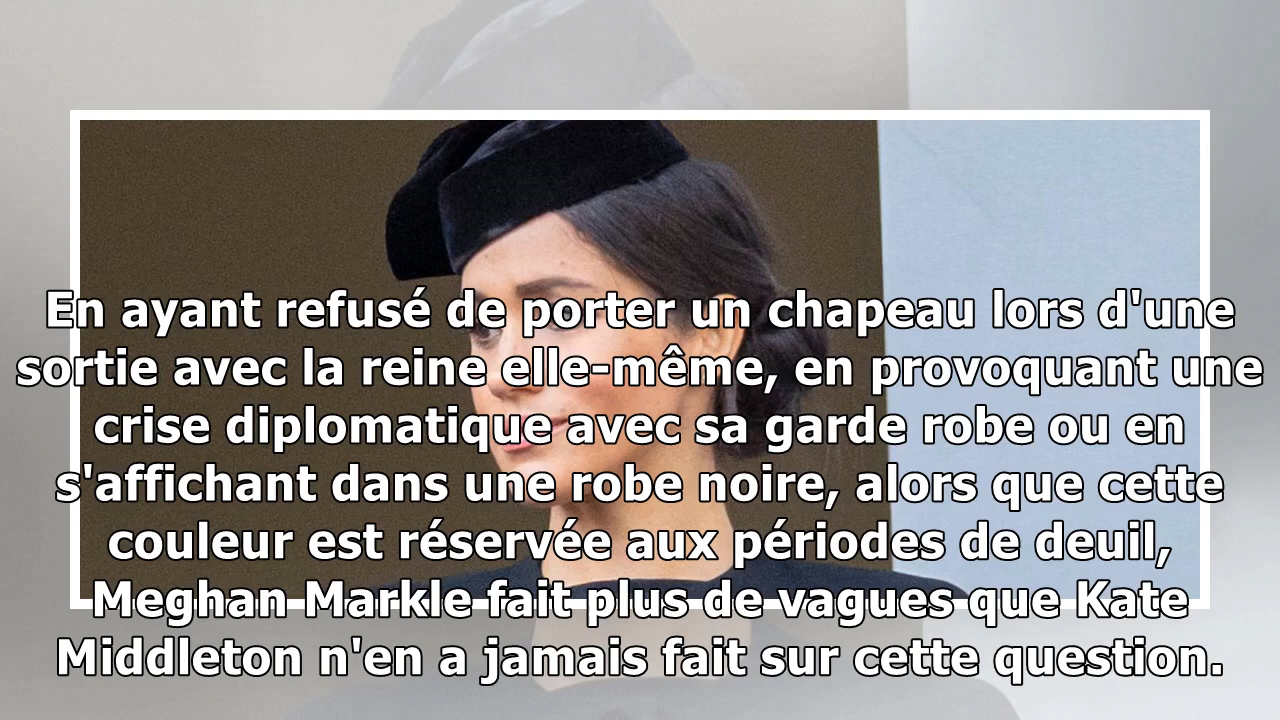 En ayant refusé de porter un chapeau lors d'une
sortie avec la reine elle-même, en provoquant une
crise diplomatique avec sa garde robe ou en
s'affichant dans une robe noire, alors que cette
couleur est réservée aux périodes de deuil,
Meghan Markle fait plus de vagues que Kate
Middleton n'en a jamais fait sur cette question.